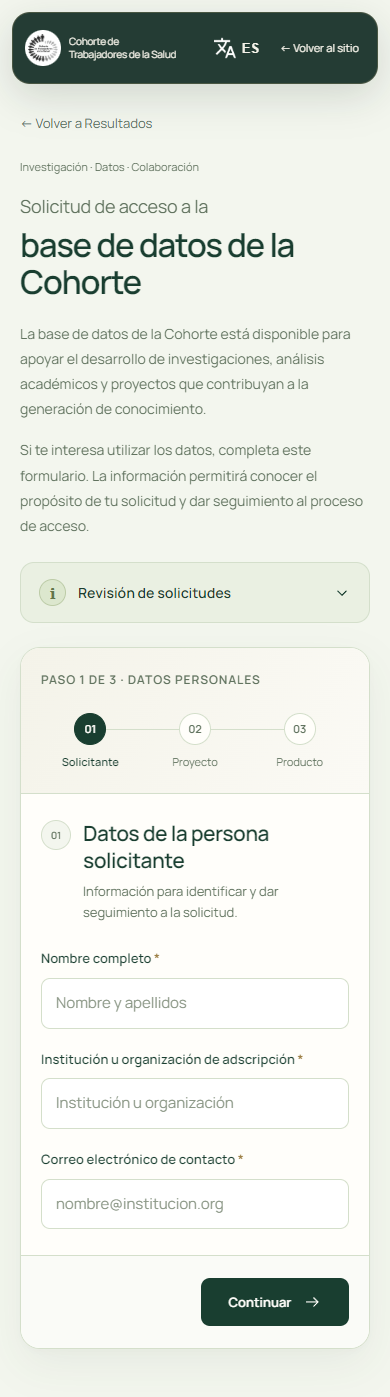 Cohorte de
Trabajadores de la Salud
ES
← Volver al sitio
← Volver a Resultados
Investigación · Datos · Colaboración
Solicitud de acceso a la
base de datos de la
Cohorte
La base de datos de la Cohorte está disponible para
apoyar el desarrollo de investigaciones, análisis
académicos y proyectos que contribuyan a la
generación de conocimiento.
Si te interesa utilizar los datos, completa este
formulario. La información permitirá conocer el
propósito de tu solicitud y dar seguimiento al proceso
de acceso.
i Revisión de solicitudes
PASO 1 DE 3 · DATOS PERSONALES
01 02 03
Solicitante Proyecto Producto
01 Datos de la persona
solicitante
Información para identificar y dar
seguimiento a la solicitud.
Nombre completo *
Nombre y apellidos
Institución u organización de adscripción *
Institución u organización
Correo electrónico de contacto *
nombre@institucion.org
Continuar →